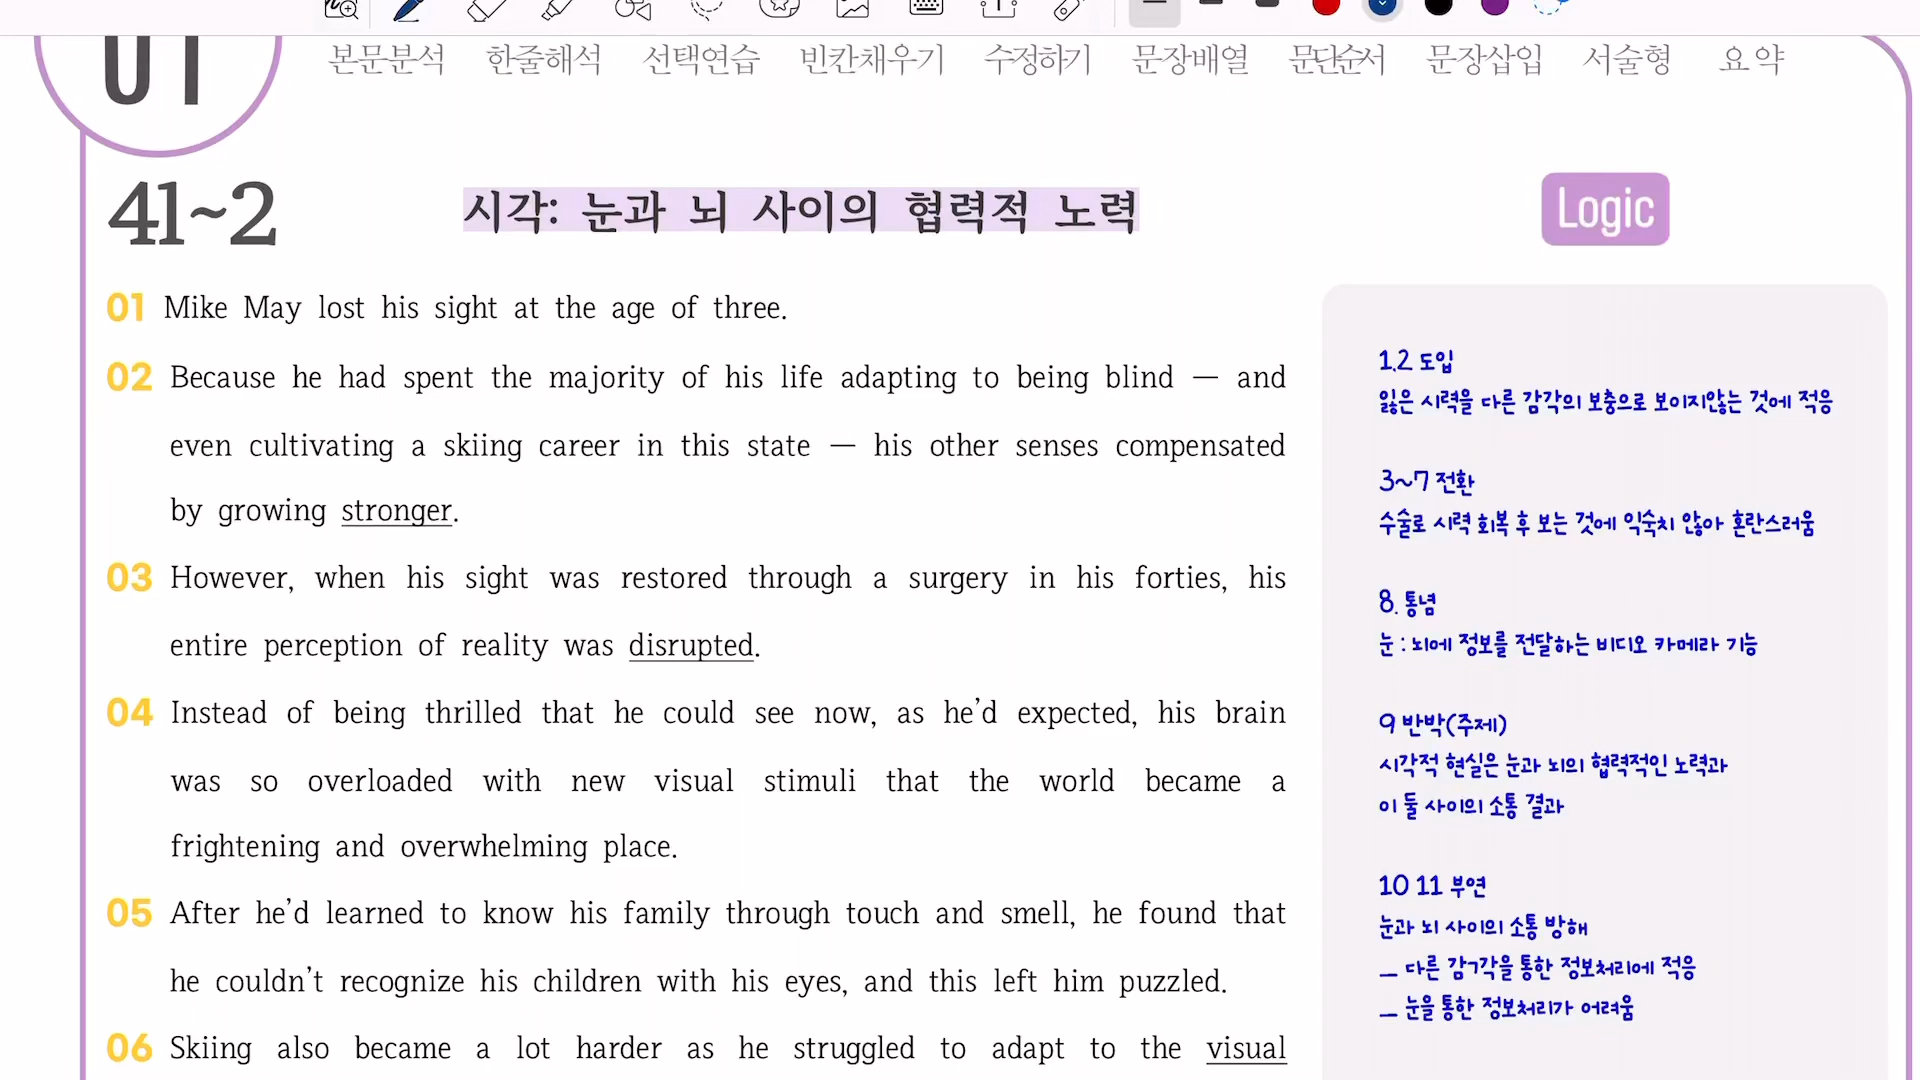 01
본문분석 한줄해석 선택연습 빈칸채우기 수정하기 문장배열 문단순서 문장삽입 서술형 요약
41~2 시각: 눈과 뇌 사이의 협력적 노력 Logic
01 Mike May lost his sight at the age of three.
02 Because he had spent the majority of his life adapting to being blind — and
even cultivating a skiing career in this state — his other senses compensated
by growing stronger.
03 However, when his sight was restored through a surgery in his forties, his
entire perception of reality was disrupted.
04 Instead of being thrilled that he could see now, as he’d expected, his brain
was so overloaded with new visual stimuli that the world became a
frightening and overwhelming place.
05 After he’d learned to know his family through touch and smell, he found that
he couldn’t recognize his children with his eyes, and this left him puzzled.
06 Skiing also became a lot harder as he struggled to adapt to the visual
1,2 도입
잃은 시력을 다른 감각의 보충으로 보이지않는 것에 적응
3~7 전환
수술로 시력 회복 후 보는 것에 익숙치 않아 혼란스러움
8. 통념
눈 : 뇌에 정보를 전달하는 비디오 카메라 기능
9 반박(주제)
시각적 현실은 눈과 뇌의 협력적인 노력과
이 둘 사이의 소통 결과
10 11 부연
눈과 뇌 사이의 소통 방해
_ 다른 감각을 통한 정보처리에 적응
_ 눈을 통한 정보처리가 어려움